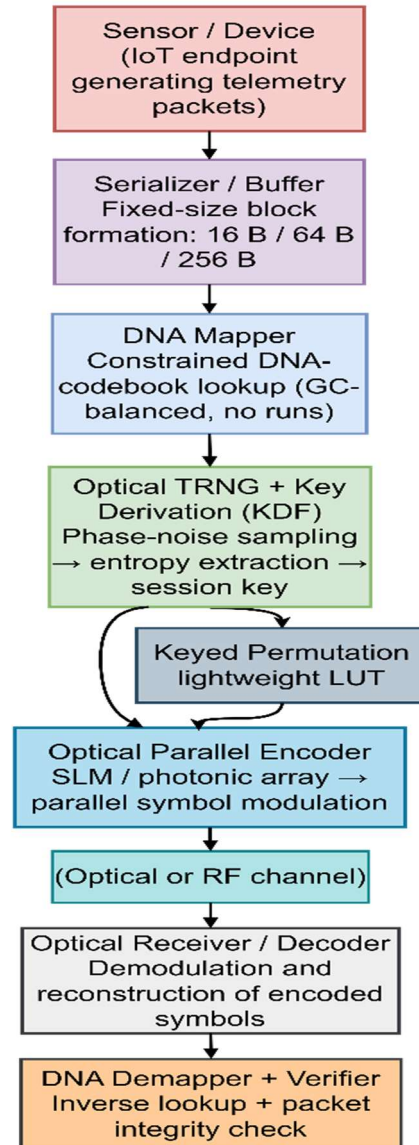 Sensor / Device
(IoT endpoint
generating telemetry
packets)
Serializer / Buffer
Fixed-size block
formation: 16 B / 64 B
/ 256 B
DNA Mapper
Constrained DNA-
codebook lookup (GC-
balanced, no runs)
Optical TRNG + Key
Derivation (KDF)
Phase-noise sampling
→ entropy extraction →
session key
Keyed Permutation
lightweight LUT
Optical Parallel Encoder
SLM / photonic array →
parallel symbol modulation
(Optical or RF channel)
Optical Receiver / Decoder
Demodulation and
reconstruction of encoded
symbols
DNA Demapper + Verifier
Inverse lookup + packet
integrity check